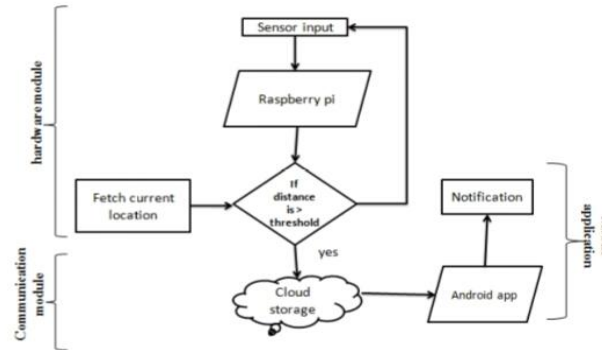 hardware module
Sensor input
Raspberry pi
Fetch current
location
If
distance
is >
threshold
yes
Notification
application
Communication
module
Cloud
storage
Android app